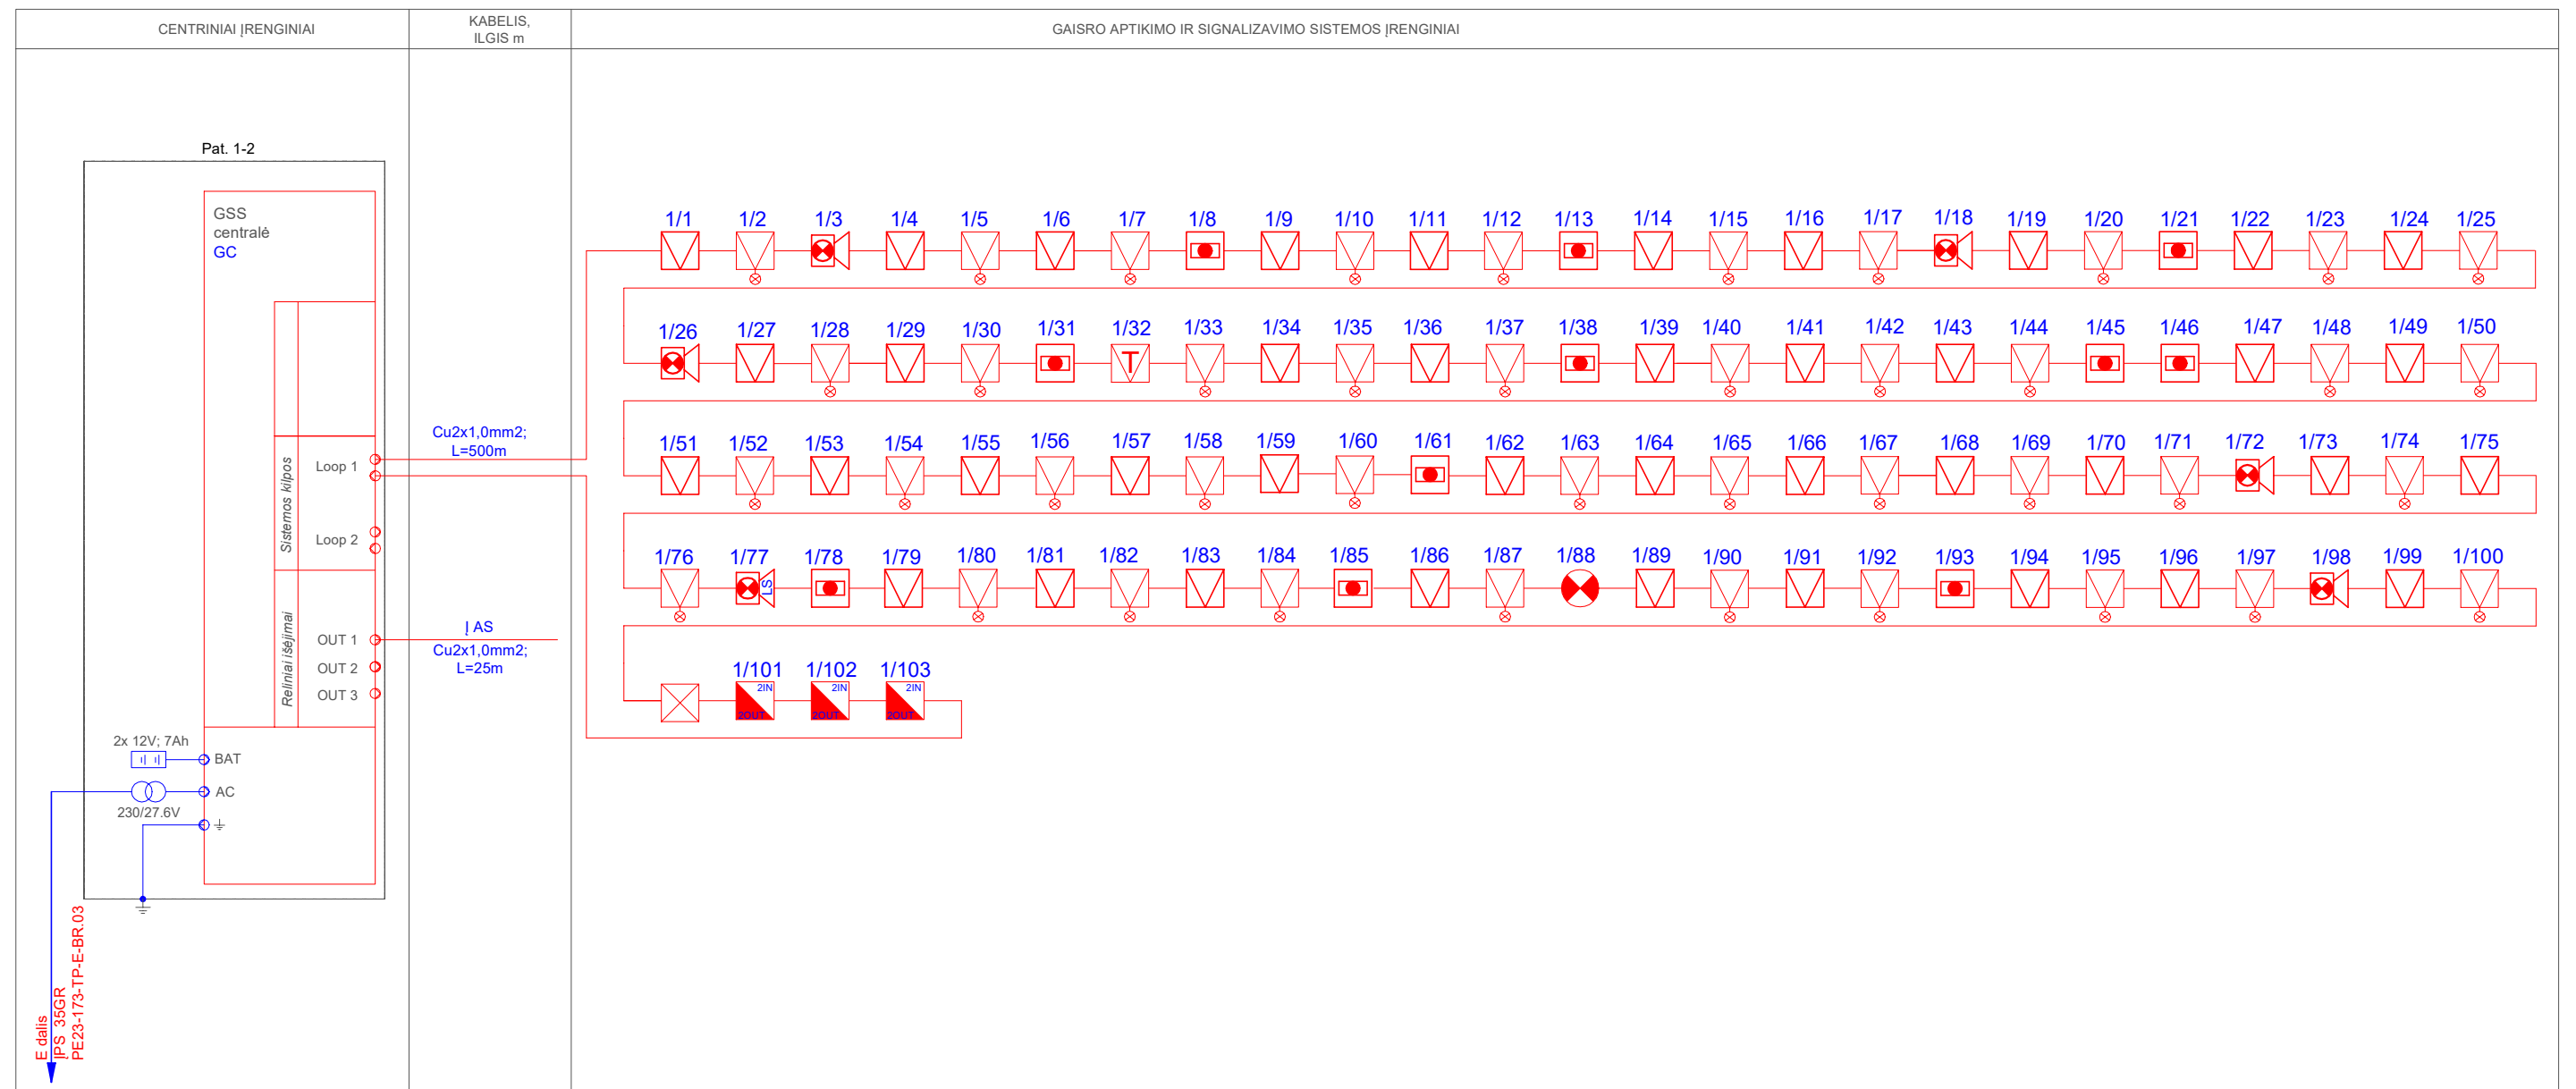 CENTRINIAI ĮRENGINIAI
KABELIS,
ILGIS m
GAISRO APTIKIMO IR SIGNALIZAVIMO SISTEMOS ĮRENGINIAI
Pat. 1-2
GSS
centralė
GC
Sistemos kilpos
Loop 1
Loop 2
Reliniai išėjimai
OUT 1
OUT 2
OUT 3
2x 12V; 7Ah
BAT
AC
230/27.6V
E dalis
ĮPS 35GR
PE23-173-TP-E-BR.03
Cu2x1,0mm2;
L=500m
Į AS
Cu2x1,0mm2;
L=25m
1/1 1/2 1/3 1/4 1/5 1/6 1/7 1/8 1/9 1/10 1/11 1/12 1/13 1/14 1/15 1/16 1/17 1/18 1/19 1/20 1/21 1/22 1/23 1/24 1/25
1/26 1/27 1/28 1/29 1/30 1/31 1/32 1/33 1/34 1/35 1/36 1/37 1/38 1/39 1/40 1/41 1/42 1/43 1/44 1/45 1/46 1/47 1/48 1/49 1/50
T
1/51 1/52 1/53 1/54 1/55 1/56 1/57 1/58 1/59 1/60 1/61 1/62 1/63 1/64 1/65 1/66 1/67 1/68 1/69 1/70 1/71 1/72 1/73 1/74 1/75
1/76 1/77 1/78 1/79 1/80 1/81 1/82 1/83 1/84 1/85 1/86 1/87 1/88 1/89 1/90 1/91 1/92 1/93 1/94 1/95 1/96 1/97 1/98 1/99 1/100
LS
1/101 1/102 1/103
2IN 2IN 2IN
2OUT 2OUT 2OUT